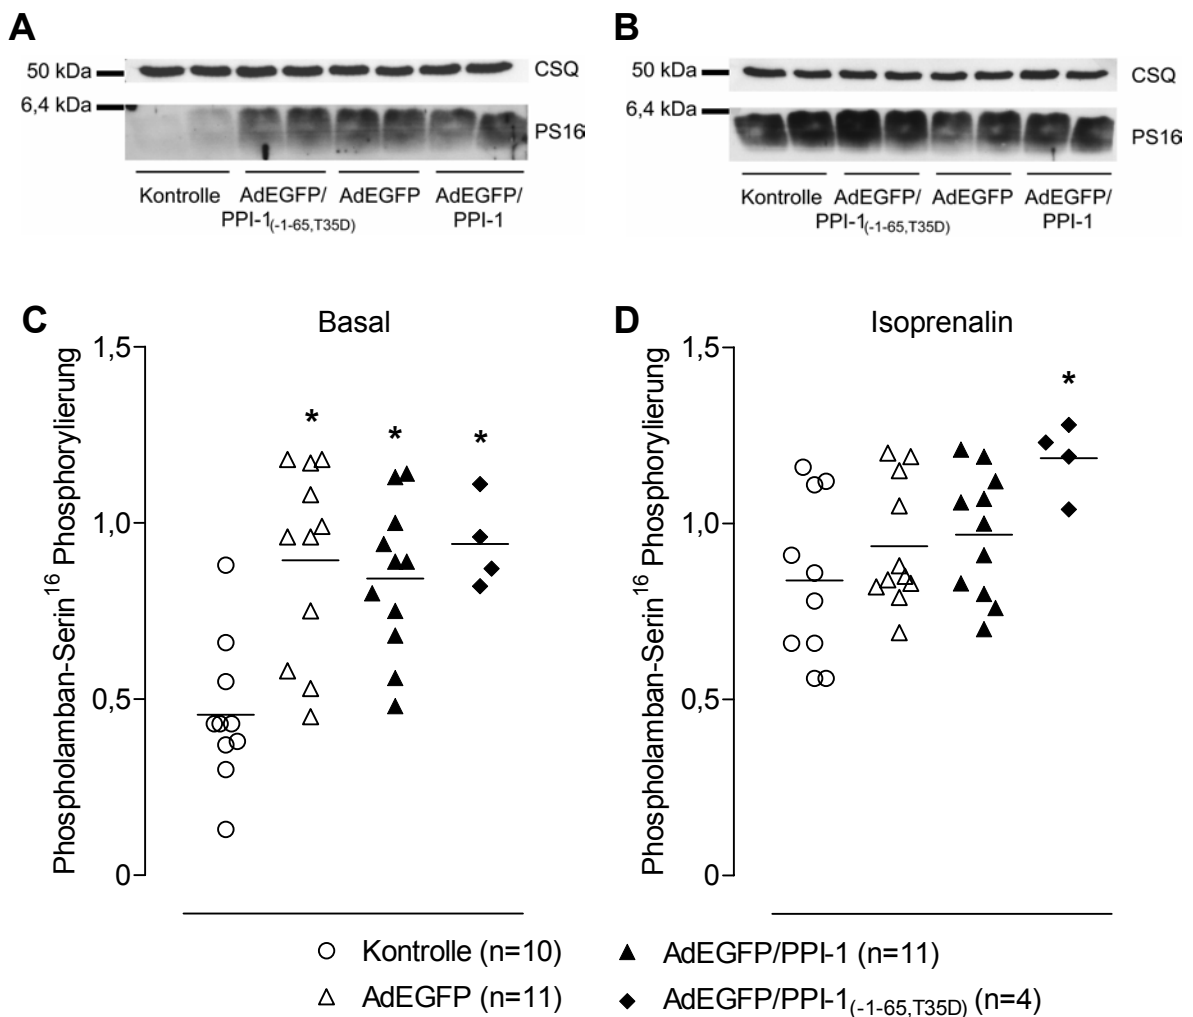 A
50 kDa
CSQ
6,4 kDa
PS16
Kontrolle AdEGFP/ AdEGFP AdEGFP/
PPI-1(-1-65,T35D) PPI-1
B
50 kDa
CSQ
6,4 kDa
PS16
Kontrolle AdEGFP/ AdEGFP AdEGFP/
PPI-1(-1-65,T35D) PPI-1
C
Basal
Phospholamban-Serin16 Phosphorylierung
1,5
1,0
0,5
0
* * *
D
Isoprenalin
Phospholamban-Serin16 Phosphorylierung
1,5
1,0
0,5
0
*
Kontrolle (n=10)
AdEGFP (n=11)
AdEGFP/PPI-1 (n=11)
AdEGFP/PPI-1(-1-65,T35D) (n=4)